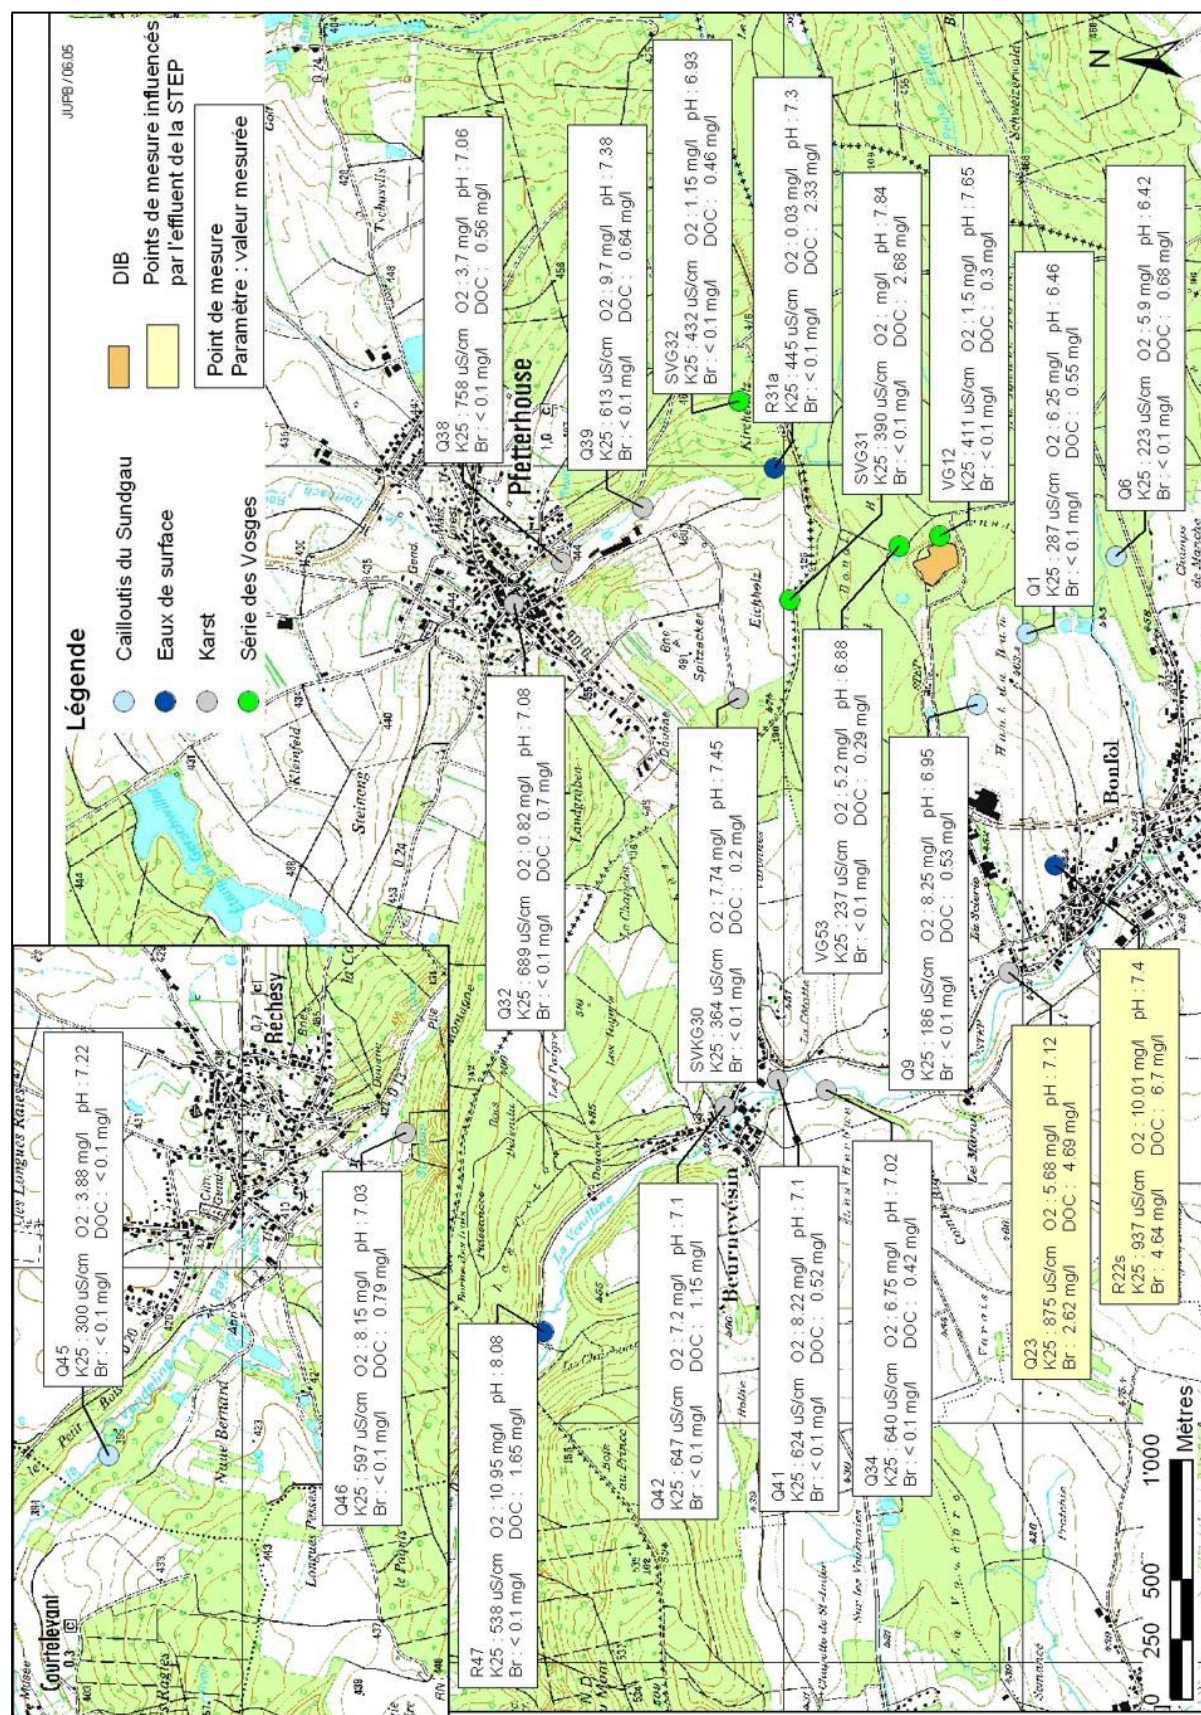 JUPB / 06.05
Légende
Cailloutis du Sundgau
Eaux de surface
Karst
Série des Vosges
DIB
Points de mesure influencés
par l'effluent de la STEP
Point de mesure
Paramètre : valeur mesurée
Q45
K25 : 300 uS/cm O2 : 3.88 mg/l pH : 7.22
Br : < 0.1 mg/l DOC : < 0.1 mg/l
Q46
K25 : 597 uS/cm O2 : 8.15 mg/l pH : 7.03
Br : < 0.1 mg/l DOC : 0.79 mg/l
R47
K25 : 538 uS/cm O2 : 10.95 mg/l pH : 8.08
Br : < 0.1 mg/l DOC : 1.65 mg/l
Q38
K25 : 758 uS/cm O2 : 3.7 mg/l pH : 7.06
Br : < 0.1 mg/l DOC : 0.56 mg/l
Q39
K25 : 613 uS/cm O2 : 9.7 mg/l pH : 7.38
Br : < 0.1 mg/l DOC : 0.64 mg/l
Q32
K25 : 689 uS/cm O2 : 0.82 mg/l pH : 7.08
Br : < 0.1 mg/l DOC : 0.7 mg/l
SVG32
K25 : 432 uS/cm O2 : 1.15 mg/l pH : 6.93
Br : < 0.1 mg/l DOC : 0.46 mg/l
R31a
K25 : 445 uS/cm O2 : 0.03 mg/l pH : 7.3
Br : < 0.1 mg/l DOC : 2.33 mg/l
SVG31
K25 : 390 uS/cm O2 : mg/l pH : 7.84
Br : < 0.1 mg/l DOC : 2.68 mg/l
VG12
K25 : 411 uS/cm O2 : 1.5 mg/l pH : 7.65
Br : < 0.1 mg/l DOC : 0.3 mg/l
SVKG30
K25 : 364 uS/cm O2 : 7.74 mg/l pH : 7.45
Br : < 0.1 mg/l DOC : 0.2 mg/l
VG53
K25 : 237 uS/cm O2 : 5.2 mg/l pH : 6.88
Br : < 0.1 mg/l DOC : 0.29 mg/l
Q42
K25 : 647 uS/cm O2 : 7.2 mg/l pH : 7.1
Br : < 0.1 mg/l DOC : 1.15 mg/l
Q41
K25 : 624 uS/cm O2 : 8.22 mg/l pH : 7.1
Br : < 0.1 mg/l DOC : 0.52 mg/l
Q34
K25 : 640 uS/cm O2 : 6.75 mg/l pH : 7.02
Br : < 0.1 mg/l DOC : 0.42 mg/l
Q9
K25 : 186 uS/cm O2 : 8.25 mg/l pH : 6.95
Br : < 0.1 mg/l DOC : 0.53 mg/l
Q1
K25 : 287 uS/cm O2 : 6.25 mg/l pH : 6.46
Br : < 0.1 mg/l DOC : 0.55 mg/l
Q6
K25 : 223 uS/cm O2 : 5.9 mg/l pH : 6.42
Br : < 0.1 mg/l DOC : 0.68 mg/l
Q23
K25 : 875 uS/cm O2 : 5.68 mg/l pH : 7.12
Br : 2.62 mg/l DOC : 4.69 mg/l
R22s
K25 : 937 uS/cm O2 : 10.01 mg/l pH : 7.4
Br : 4.64 mg/l DOC : 6.7 mg/l
Courtelevant
Réchésy
Pfetterhouse
Beurnevésin
Bonfol
Petit Bois
Naue Bernard
Longues Pesses
le Paquis
Douane
Kleinfeld
Steineng
Landgraben
Tschasslis
Golf
Spitzacker
Eichholz
Schweizerwald
La Vendline
N
0 250 500 1'000
Mètres